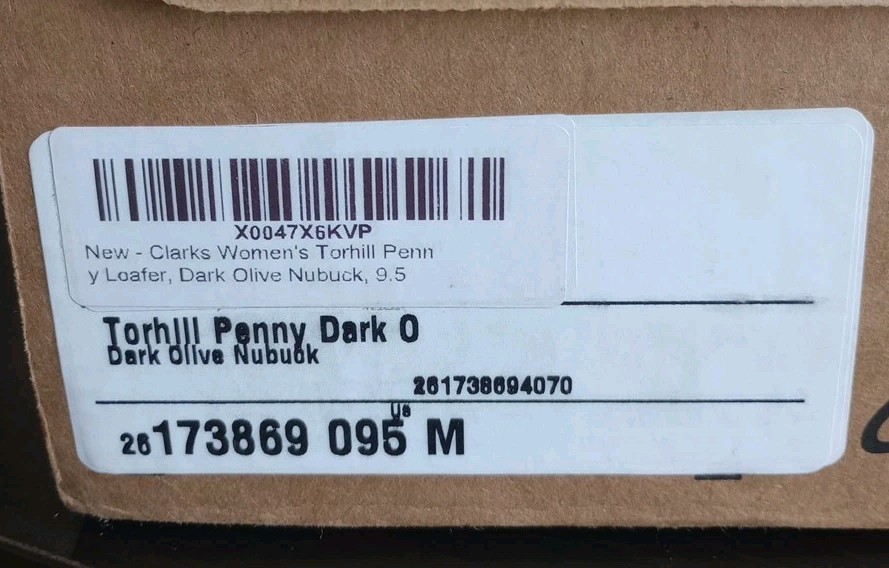 X0047X6KVP
New - Clarks Women's Torhill Penn
y Loafer, Dark Olive Nubuck, 9.5
Torhill Penny Dark O
Dark Olive Nubuck
261738694070
US
26173869 095 M